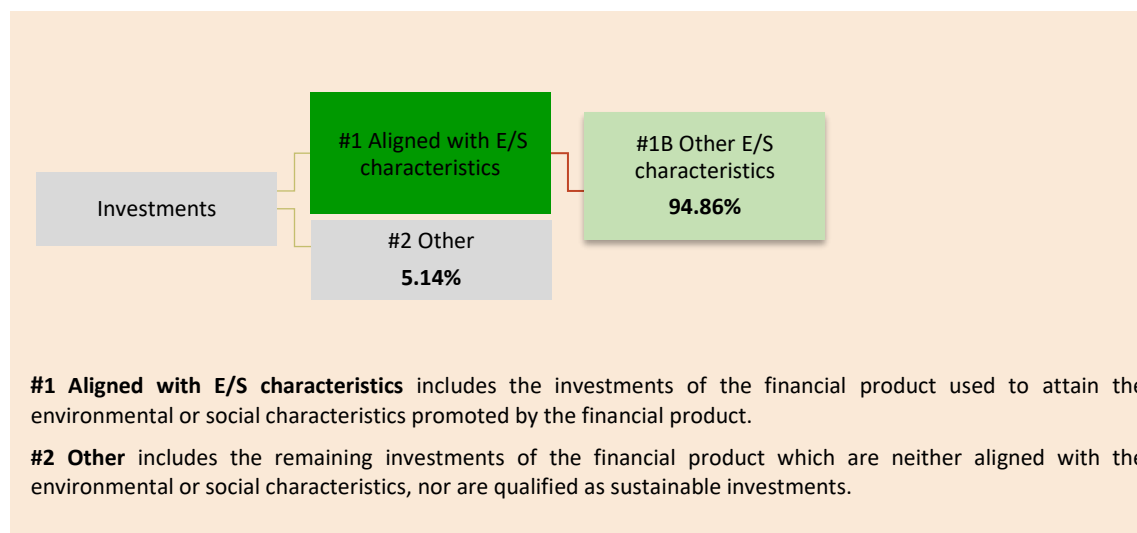 #1 Aligned with E/S
characteristics
#1B Other E/S
characteristics
94.86%
Investments
#2 Other
5.14%
#1 Aligned with E/S characteristics includes the investments of the financial product used to attain the
environmental or social characteristics promoted by the financial product.
#2 Other includes the remaining investments of the financial product which are neither aligned with the
environmental or social characteristics, nor are qualified as sustainable investments.